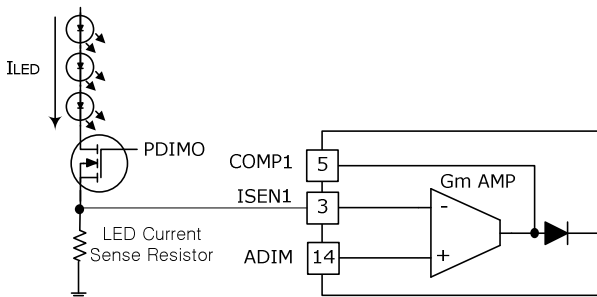 ILED
PDIMO
COMP1
5
Gm AMP
ISEN1
3
-
LED Current
Sense Resistor
ADIM
14
+